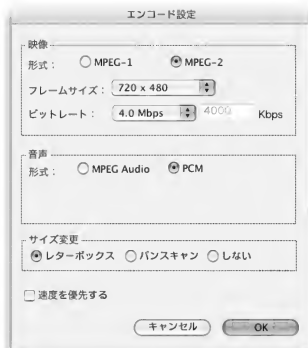 エンコード設定
映像
形式： MPEG-1 MPEG-2
フレームサイズ： 720 x 480
ビットレート： 4.0 Mbps 4000 Kbps
音声
形式： MPEG Audio PCM
サイズ変更
レターボックス パンスキャン しない
速度を優先する
キャンセル OK